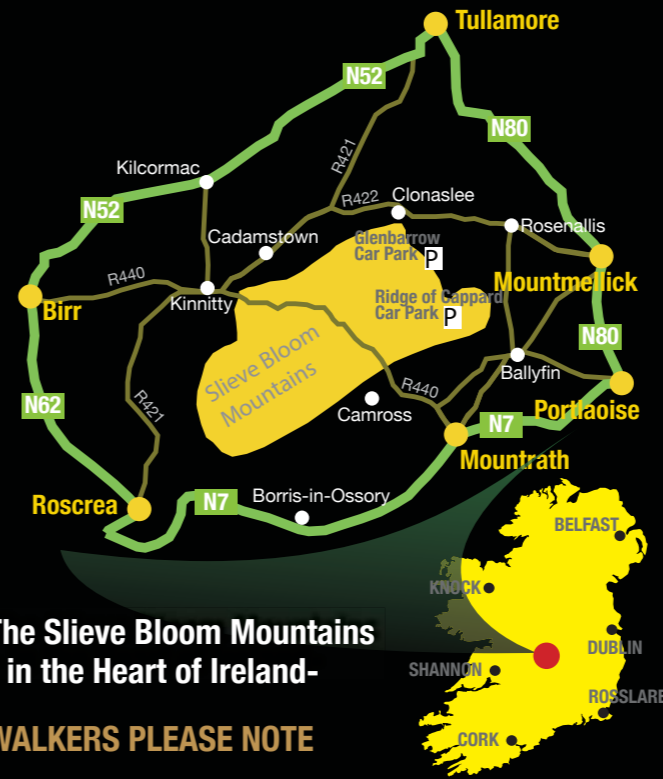 Tullamore
N52
N80
R421
Kilcormac
Clonaslee
R422
N52
Rosenallis
Cadamstown
Glenbarrow
Car Park
P
R440
Mountmellick
Kinnitty
Birr
Ridge of Cappard
Car Park
P
N80
Slieve Bloom
Mountains
Ballyfin
R440
R421
N62
Camross
Portlaoise
N7
Mountrath
Roscrea
N7
Borris-in-Ossory
BELFAST
KNOCK
The Slieve Bloom Mountains
in the Heart of Ireland-
DUBLIN
SHANNON
ROSSLARE
WALKERS PLEASE NOTE
CORK